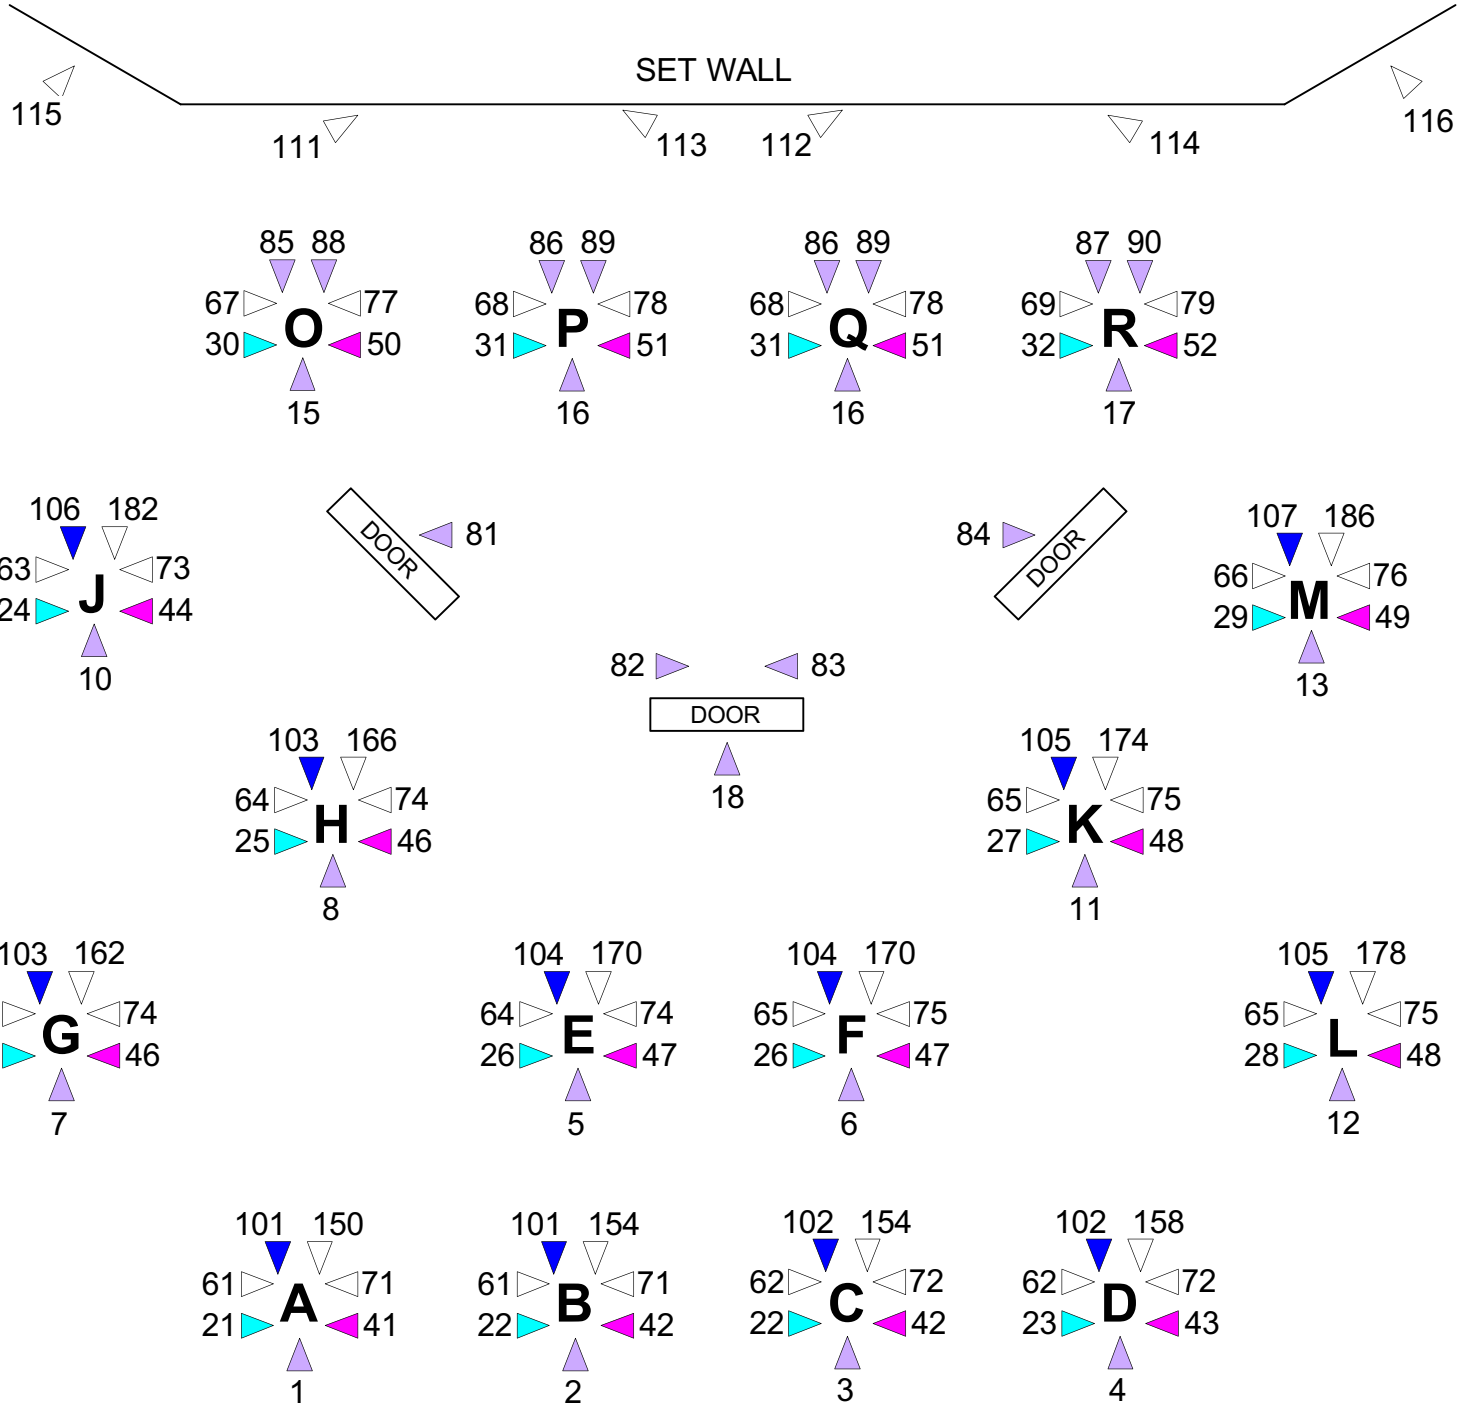 SET WALL
115
111
113
112
114
116
85 88
86 89
86 89
87 90
67 O 77
68 P 78
68 Q 78
69 R 79
30 50
31 51
31 51
32 52
15
16
16
17
106 182
DOOR
81
84
DOOR
107 186
63 J 73
66 M 76
24 44
29 49
10
82
83
13
DOOR
103 166
18
105 174
64 H 74
65 K 75
25 46
27 48
8
11
103 162
104 170
104 170
105 178
G 74
64 E 74
65 F 75
65 L 75
46
26 47
26 47
28 48
7
5
6
12
101 150
101 154
102 154
102 158
61 A 71
61 B 71
62 C 72
62 D 72
21 41
22 42
22 42
23 43
1
2
3
4